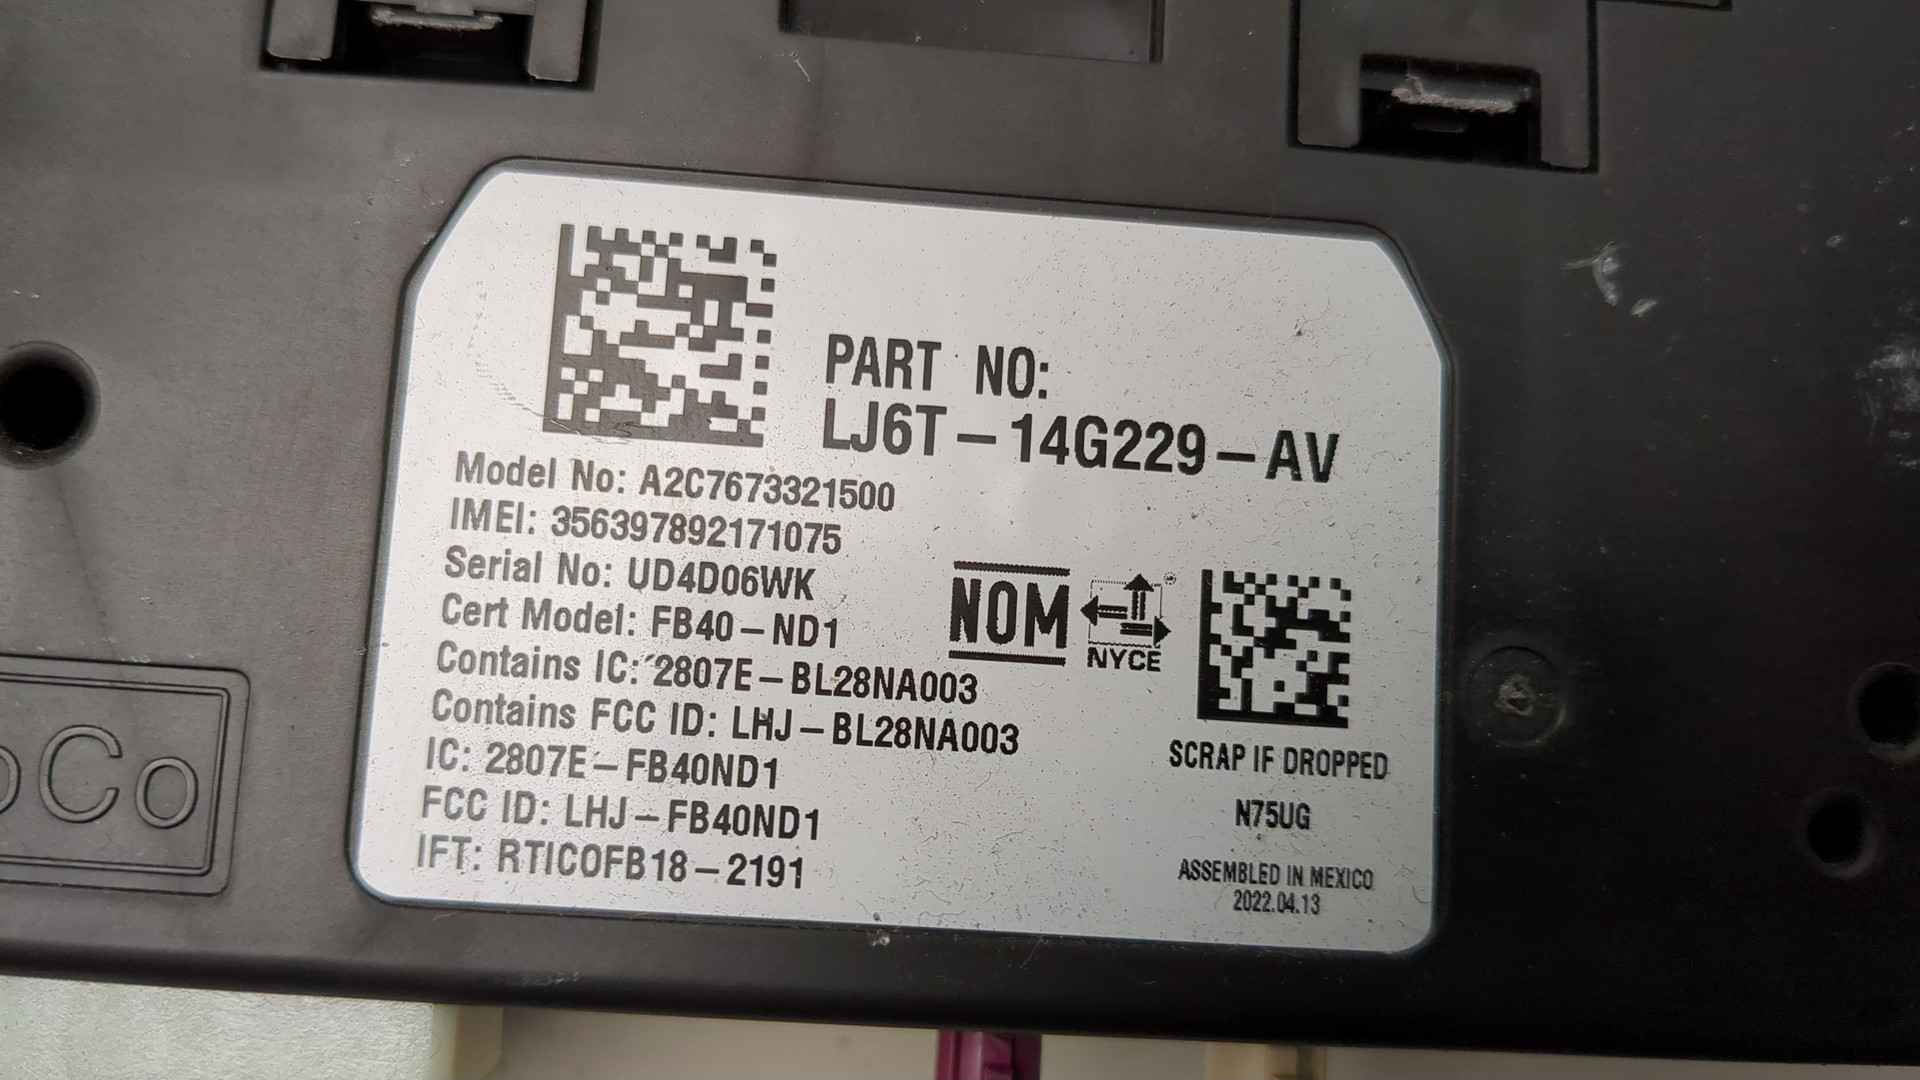 PART NO:
LJ6T-14G229-AV
Model No: A2C7673321500
IMEI: 356397892171075
Serial No: UD4D06WK
Cert Model: FB40-ND1
Contains IC: 2807E-BL28NA003
Contains FCC ID: LHJ-BL28NA003
IC: 2807E-FB40ND1
FCC ID: LHJ-FB40ND1
IFT: RTICOFB18-2191
NOM
NYCE
SCRAP IF DROPPED
N75UG
ASSEMBLED IN MEXICO
2022.04.13